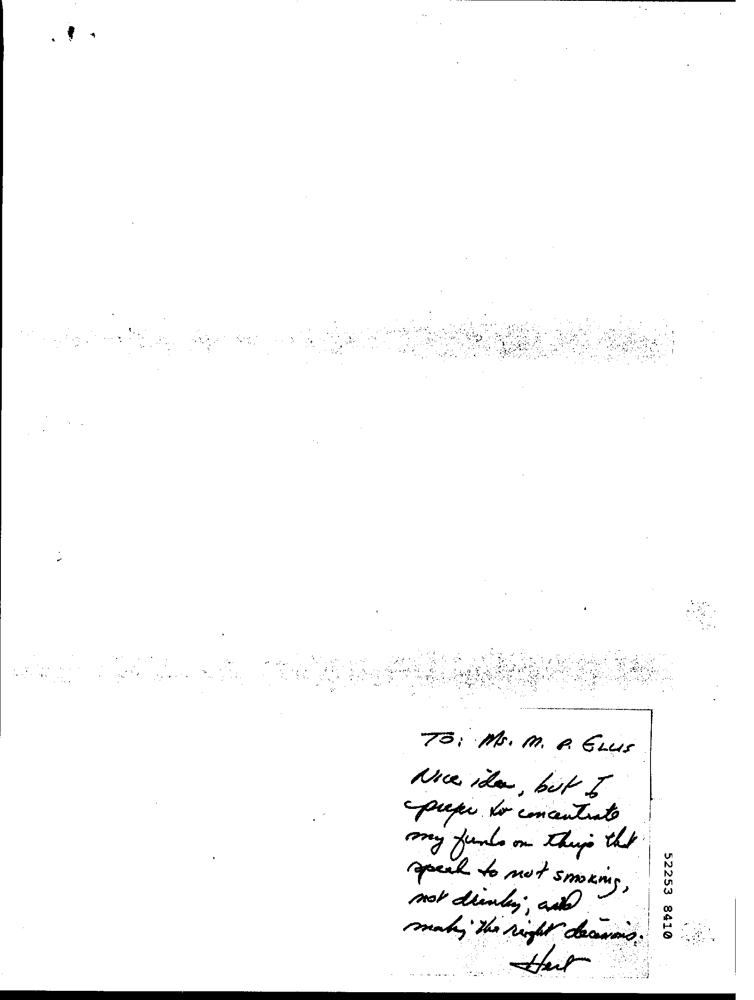 TO: Ms. M. P. ELLIS
Nice idea, but I
prefer to concentrate
my funds on things that
speak to not smoking,
not drinking, and
making the right decisions.
Hurt
52253 8410